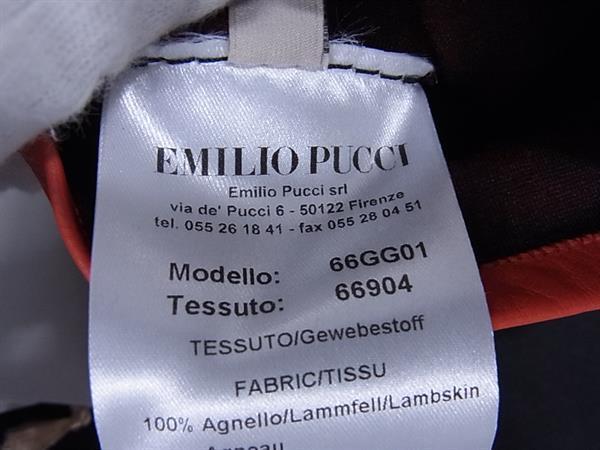 EMILIO PUCCI
Emilio Pucci srl
via de' Pucci 6 - 50122 Firenze
tel. 055 26 18 41 - fax 055 28 04 51
Modello: 66GG01
Tessuto: 66904
TESSUTO/Gewebestoff
FABRIC/TISSU
100% Agnello/Lammfell/Lambskin
Agneau